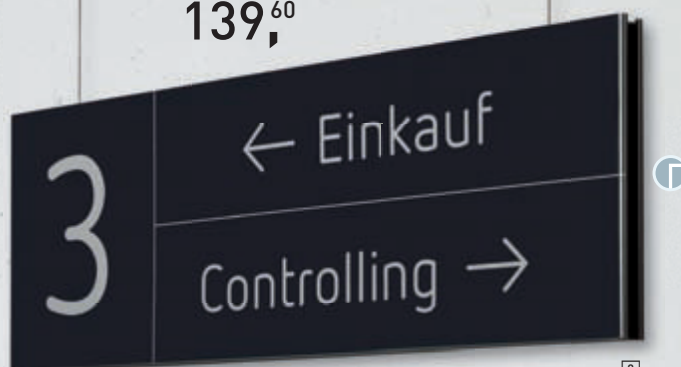 139,60
3
← Einkauf
Controlling →